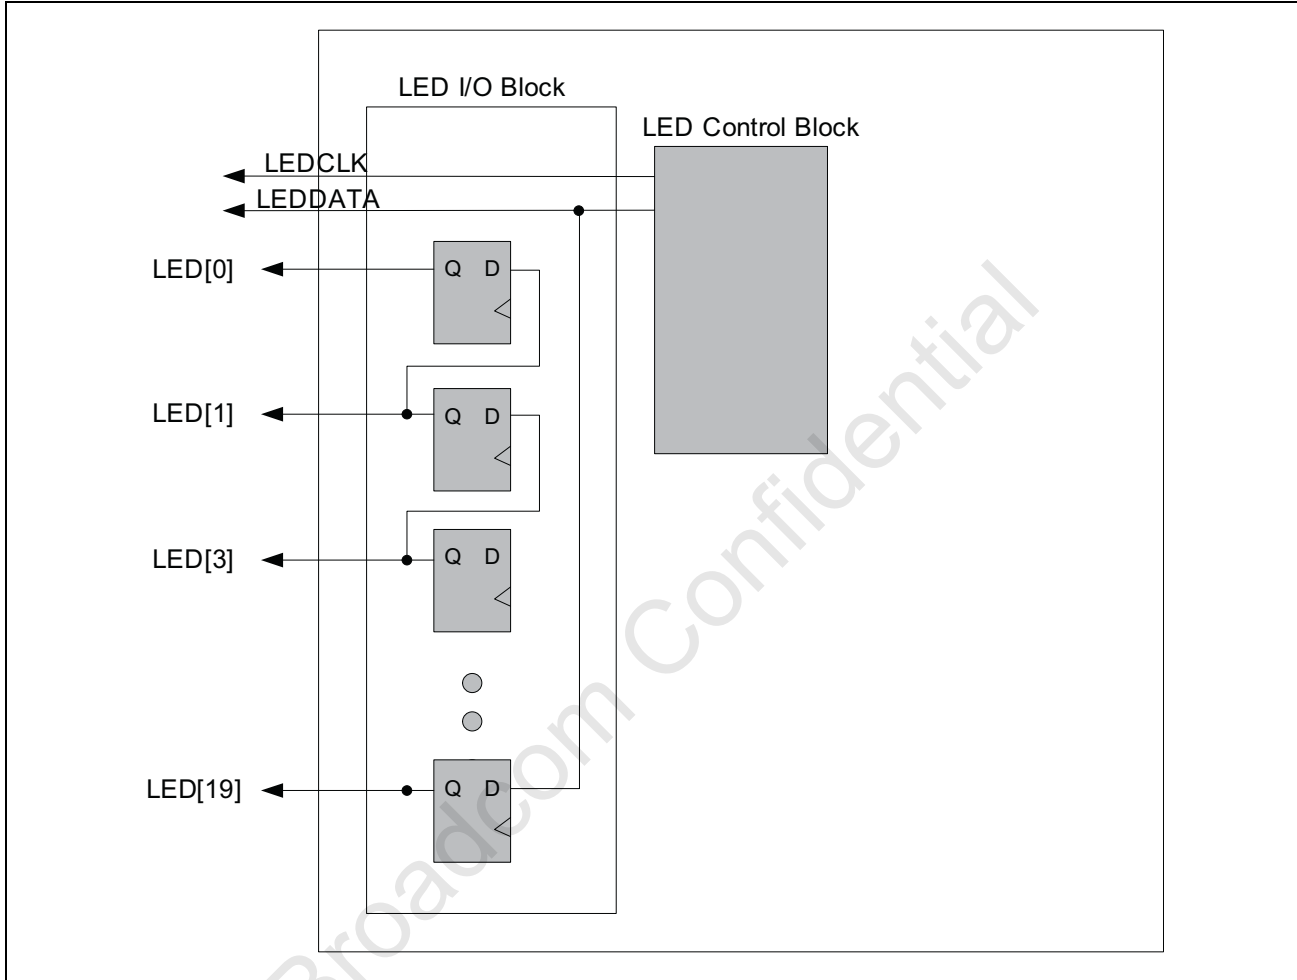 LED I/O Block
LED Control Block
LEDCLK
LEDDATA
LED[0]
Q D
LED[1]
Q D
LED[3]
Q D
LED[19]
Q D
Broadcom Confidential